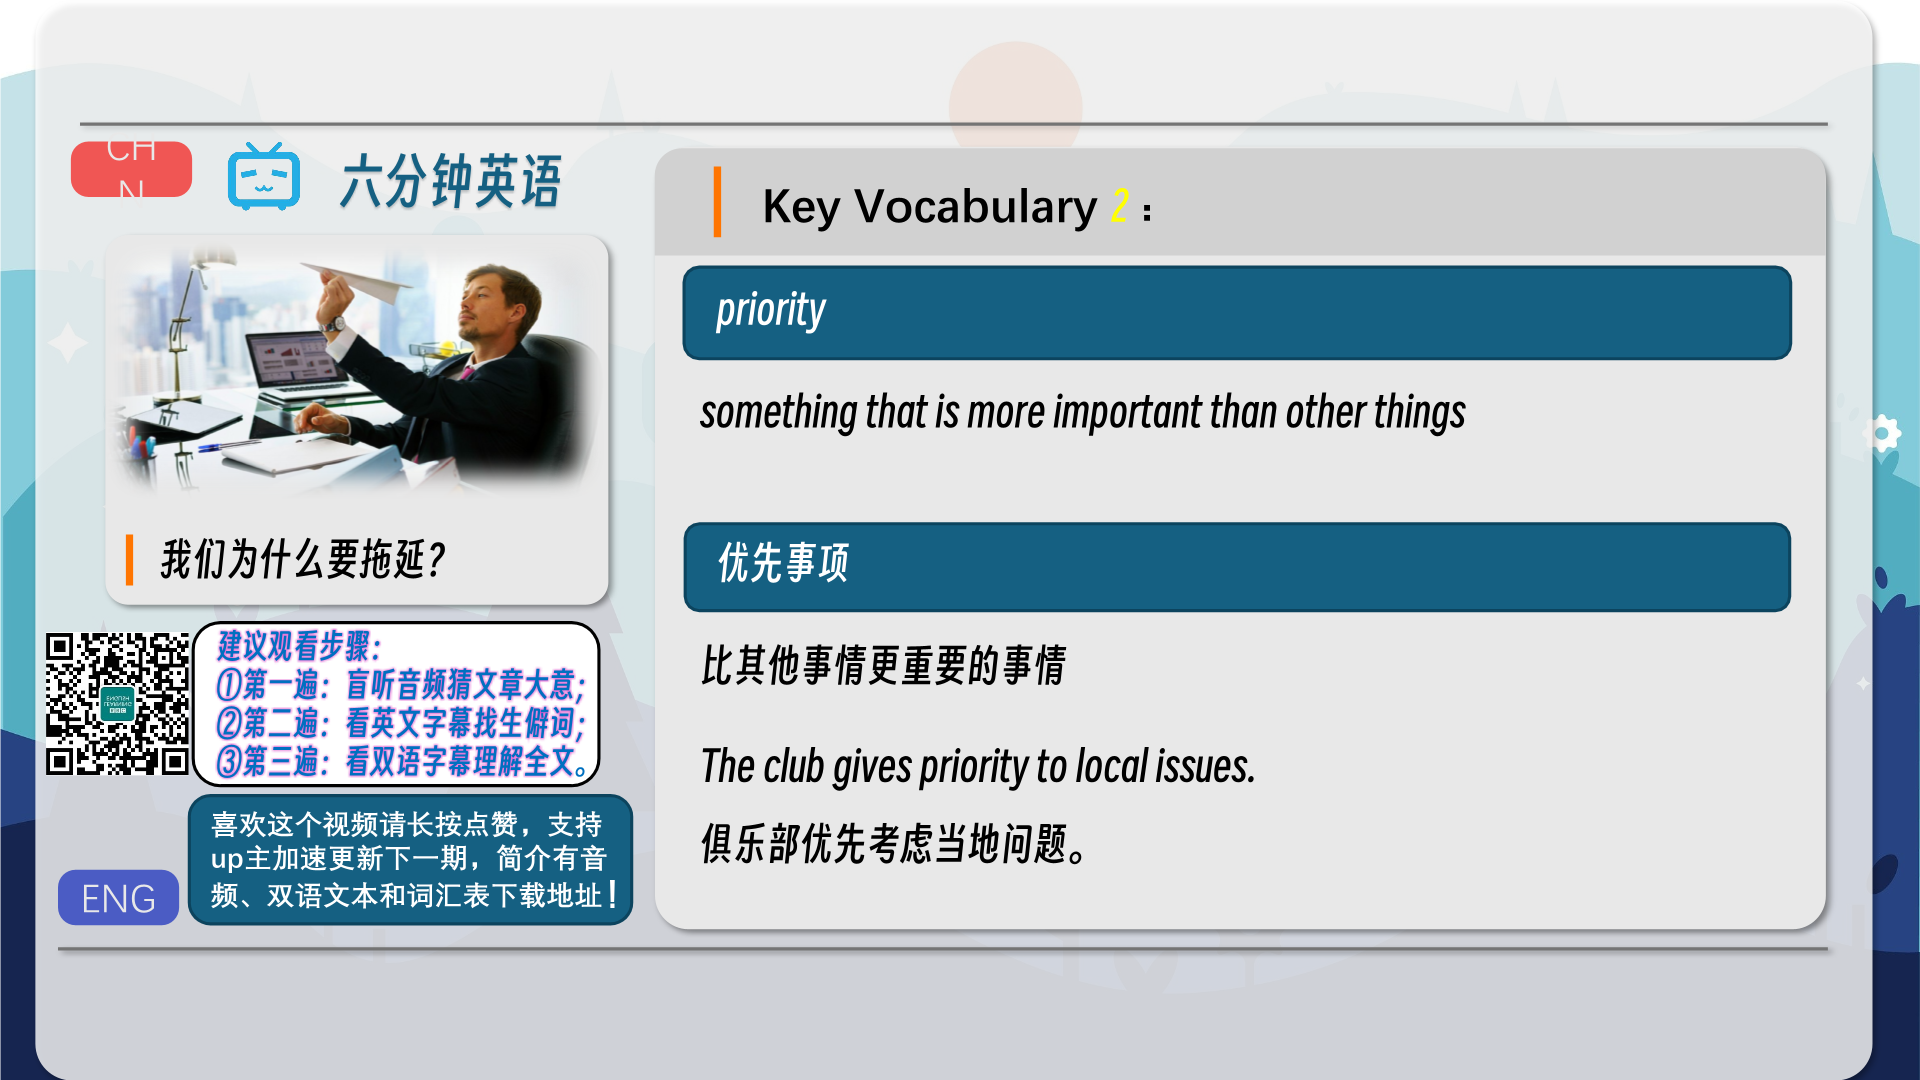 CH
N
六分钟英语
我们为什么要拖延?
建议观看步骤：
①第一遍：盲听音频猜文章大意；
②第二遍：看英文字幕找生僻词；
③第三遍：看双语字幕理解全文。
喜欢这个视频请长按点赞，支持
up主加速更新下一期，简介有音
频、双语文本和词汇表下载地址！
ENG
Key Vocabulary 2：
priority
something that is more important than other things
优先事项
比其他事情更重要的事情
The club gives priority to local issues.
俱乐部优先考虑当地问题。